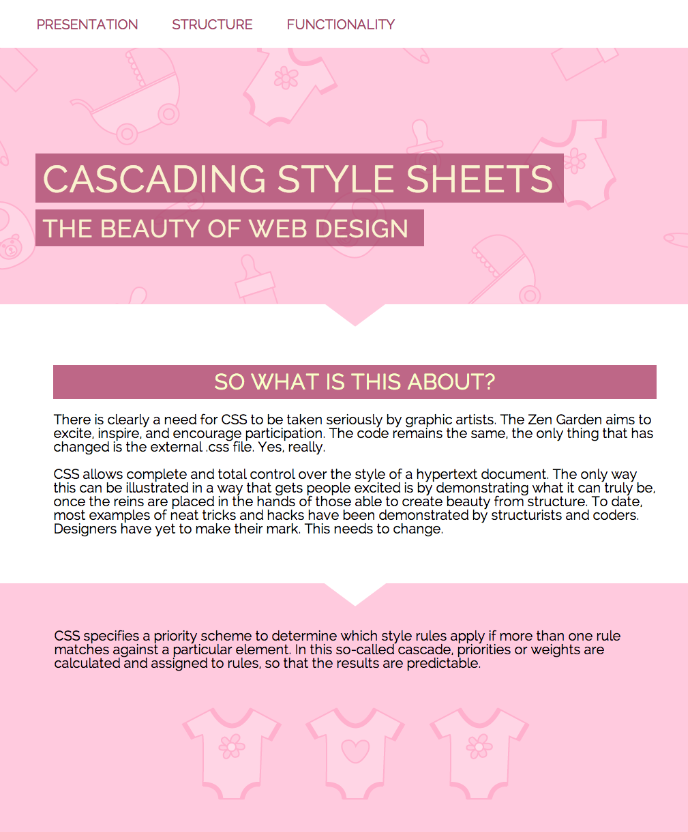 PRESENTATION STRUCTURE FUNCTIONALITY
CASCADING STYLE SHEETS
THE BEAUTY OF WEB DESIGN
SO WHAT IS THIS ABOUT?
There is clearly a need for CSS to be taken seriously by graphic artists. The Zen Garden aims to
excite, inspire, and encourage participation. The code remains the same, the only thing that has
changed is the external .css file. Yes, really.
CSS allows complete and total control over the style of a hypertext document. The only way
this can be illustrated in a way that gets people excited is by demonstrating what it can truly be,
once the reins are placed in the hands of those able to create beauty from structure. To date,
most examples of neat tricks and hacks have been demonstrated by structurists and coders.
Designers have yet to make their mark. This needs to change.
CSS specifies a priority scheme to determine which style rules apply if more than one rule
matches against a particular element. In this so-called cascade, priorities or weights are
calculated and assigned to rules, so that the results are predictable.